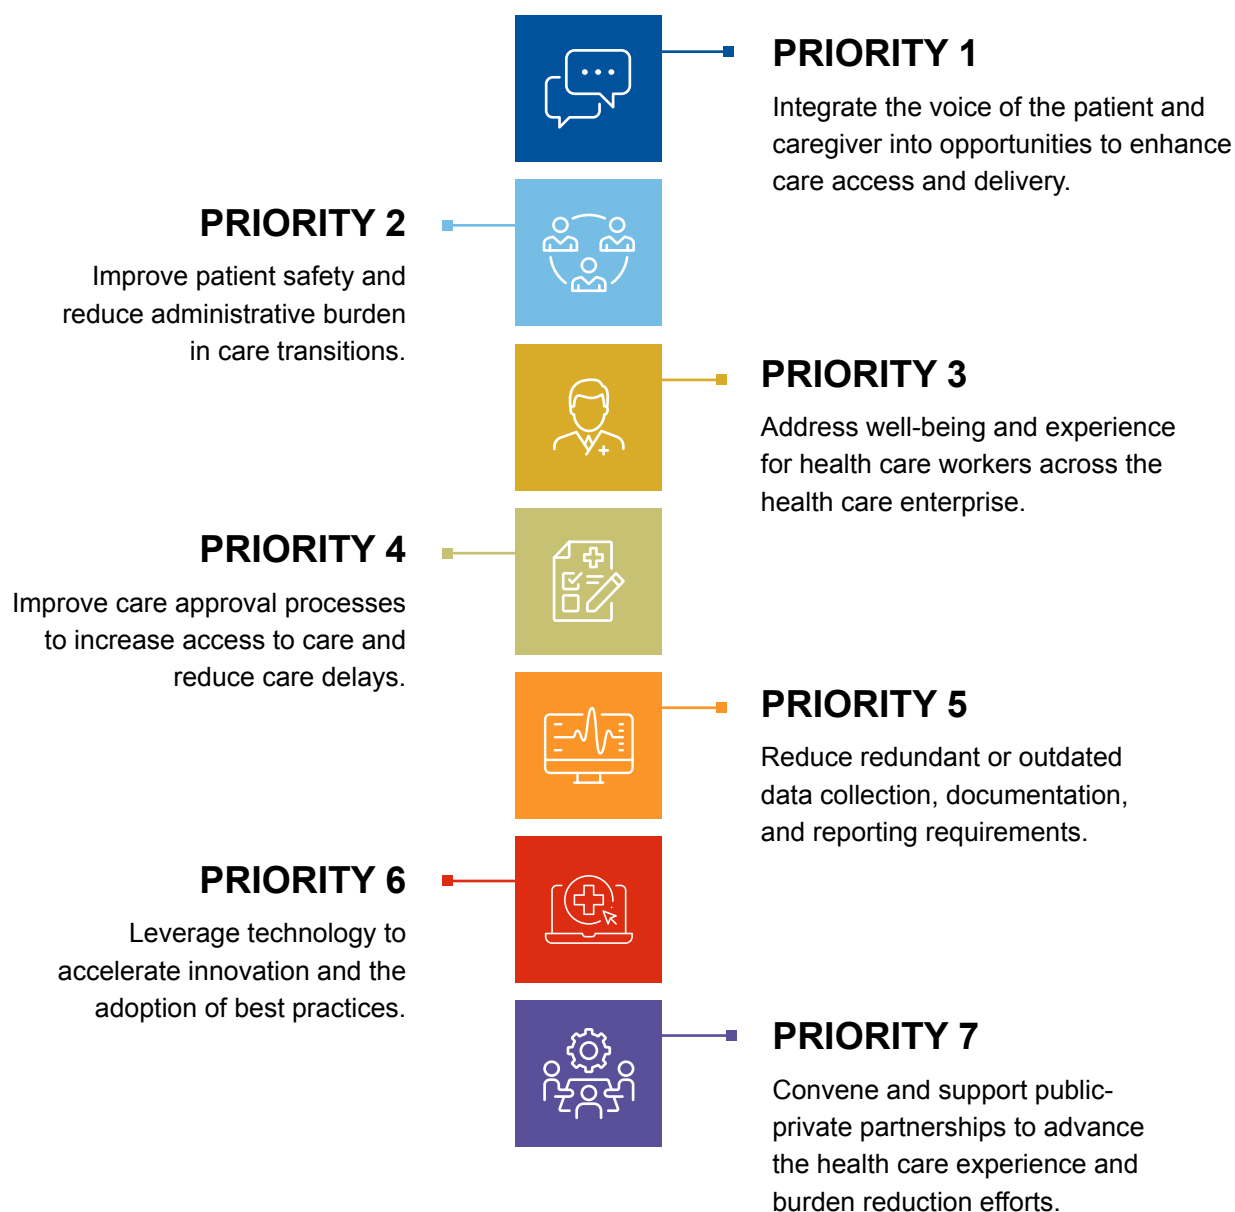 PRIORITY 1
Integrate the voice of the patient and
caregiver into opportunities to enhance
care access and delivery.
PRIORITY 2
Improve patient safety and
reduce administrative burden
in care transitions.
PRIORITY 3
Address well-being and experience
for health care workers across the
health care enterprise.
PRIORITY 4
Improve care approval processes
to increase access to care and
reduce care delays.
PRIORITY 5
Reduce redundant or outdated
data collection, documentation,
and reporting requirements.
PRIORITY 6
Leverage technology to
accelerate innovation and the
adoption of best practices.
PRIORITY 7
Convene and support public-
private partnerships to advance
the health care experience and
burden reduction efforts.